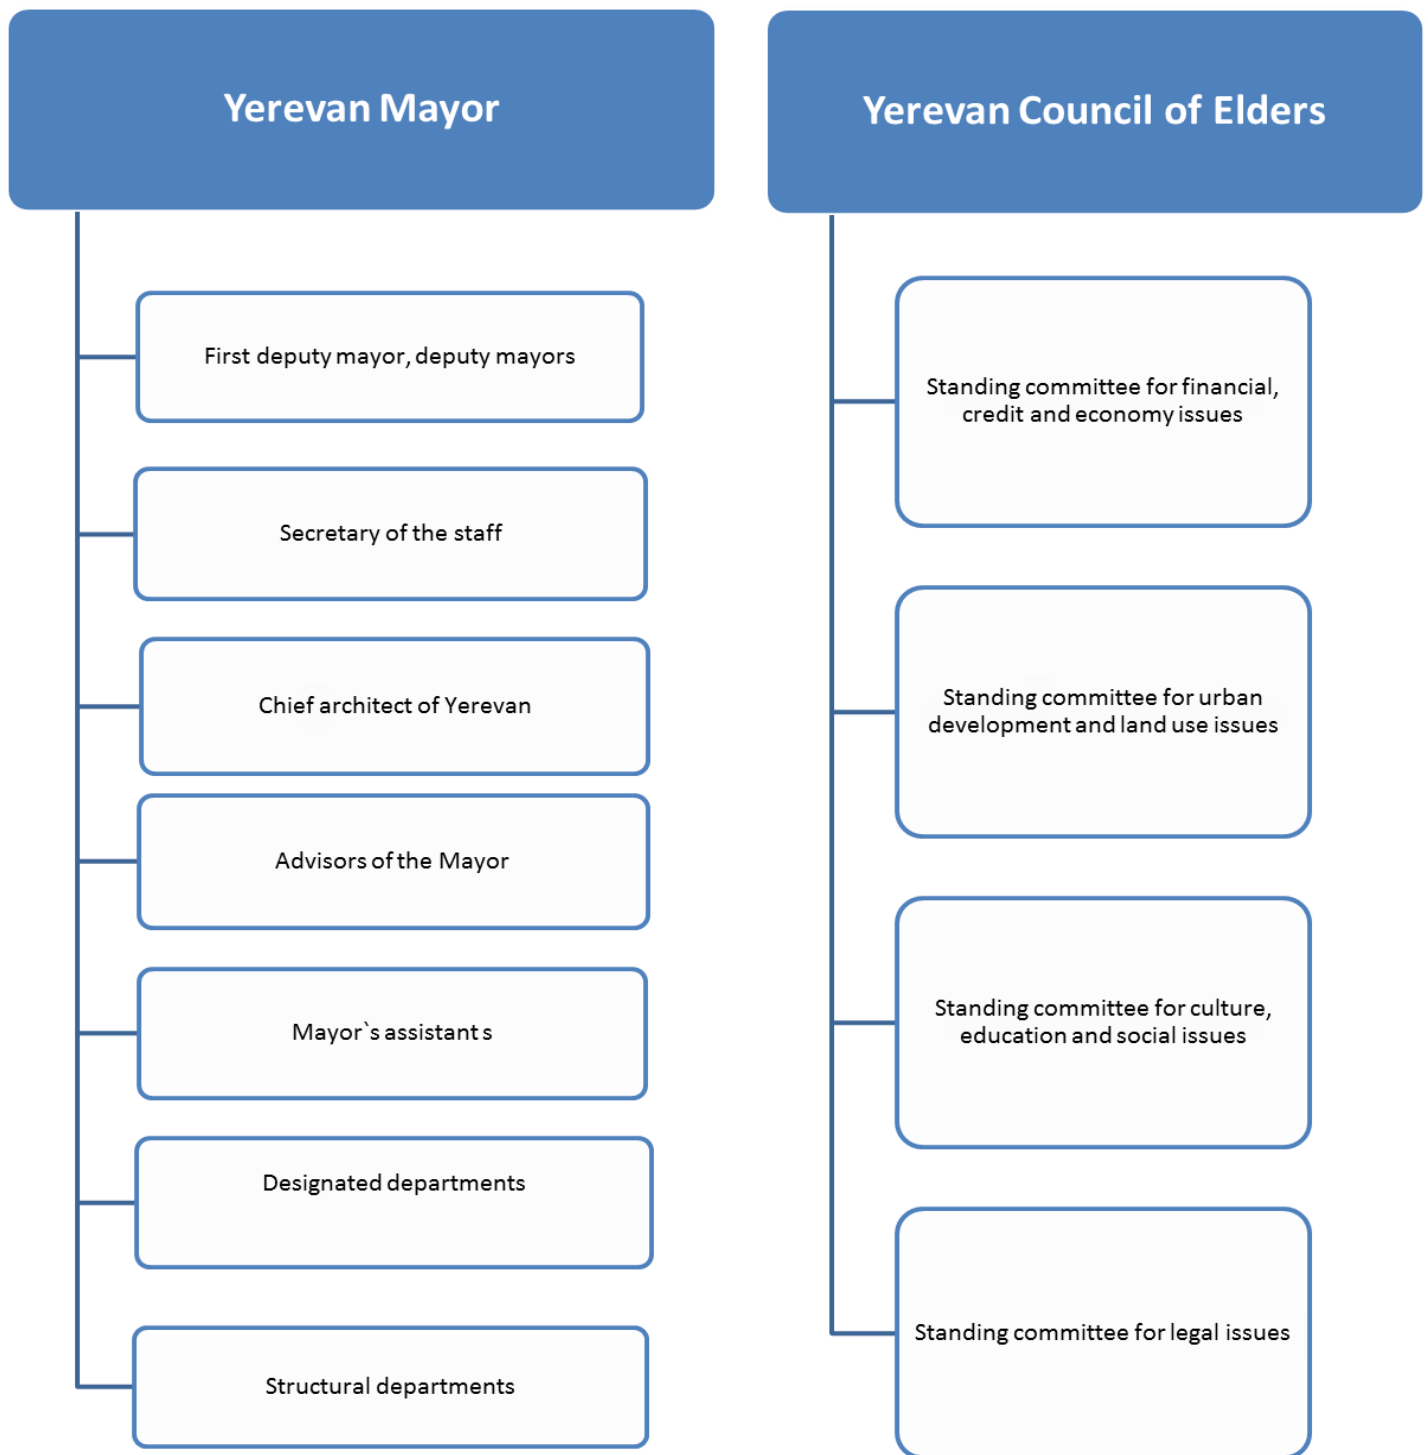 Yerevan Mayor
First deputy mayor, deputy mayors
Secretary of the staff
Chief architect of Yerevan
Advisors of the Mayor
Mayor`s assistants
Designated departments
Structural departments
Yerevan Council of Elders
Standing committee for financial,
credit and economy issues
Standing committee for urban
development and land use issues
Standing committee for culture,
education and social issues
Standing committee for legal issues